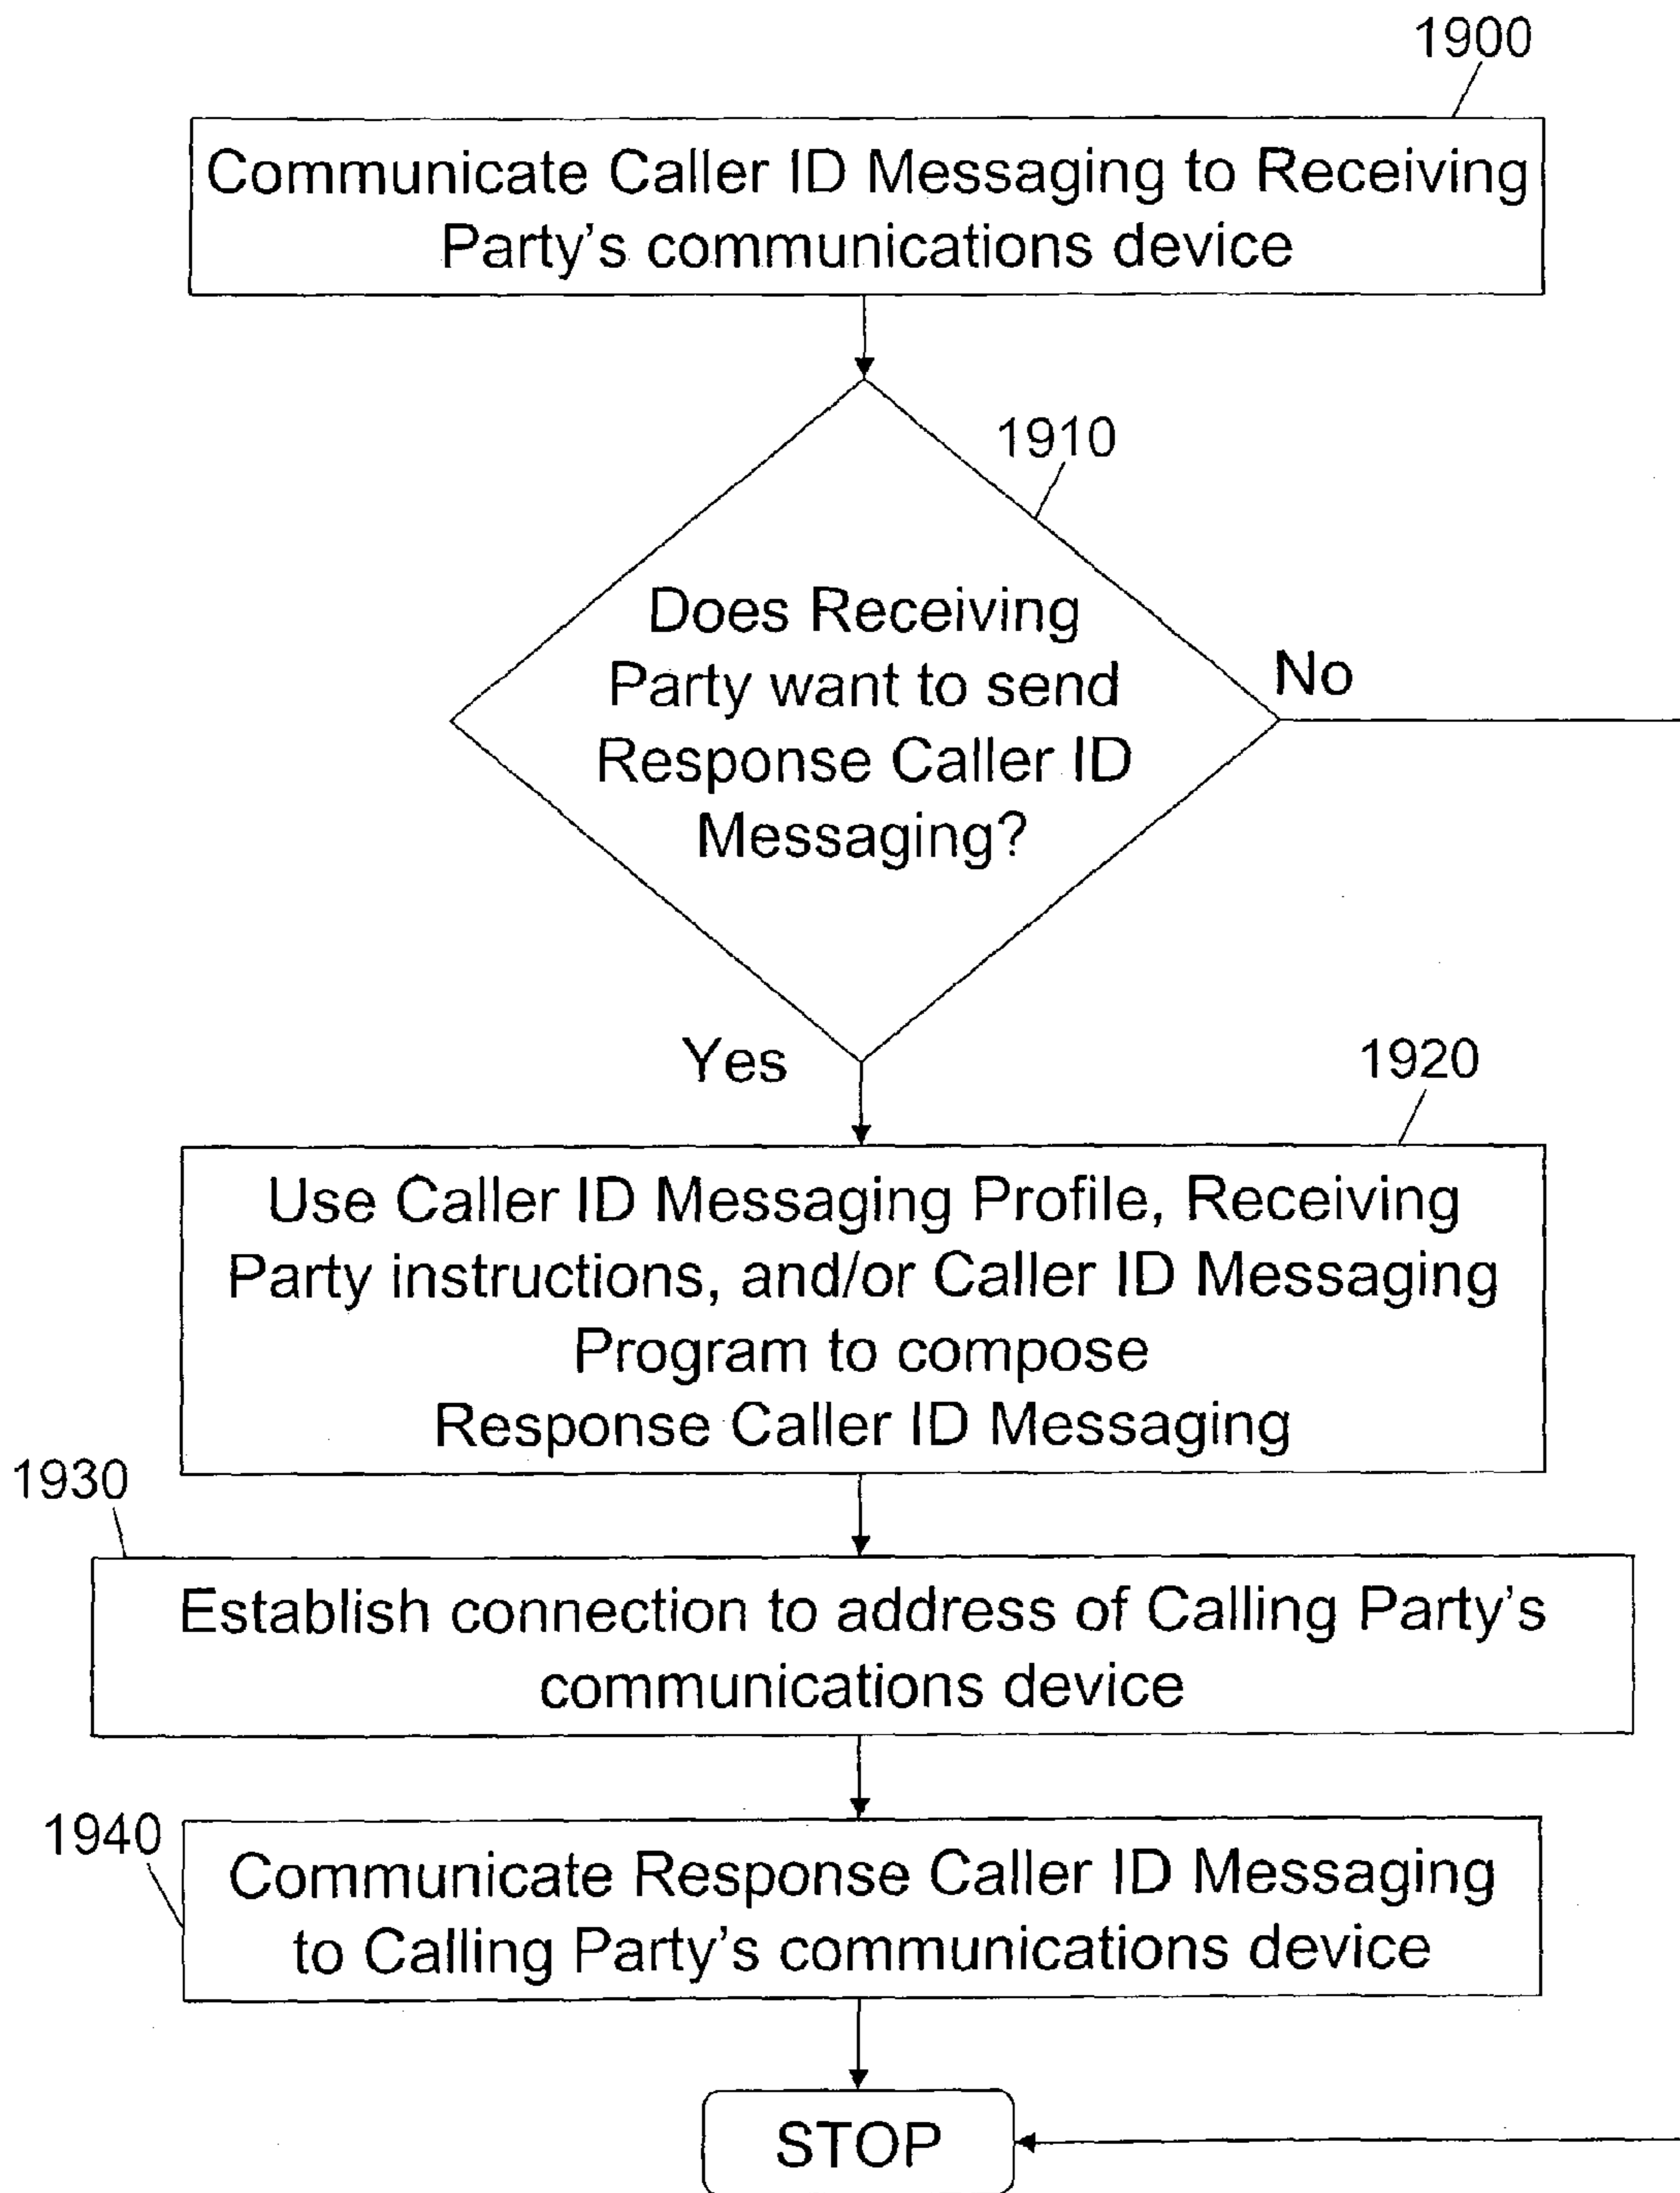 1900
Communicate Caller ID Messaging to Receiving
Party's communications device
1910
Does Receiving
Party want to send
Response Caller ID
Messaging?
No
Yes
1920
Use Caller ID Messaging Profile, Receiving
Party instructions, and/or Caller ID Messaging
Program to compose
Response Caller ID Messaging
1930
Establish connection to address of Calling Party's
communications device
1940
Communicate Response Caller ID Messaging
to Calling Party's communications device
STOP